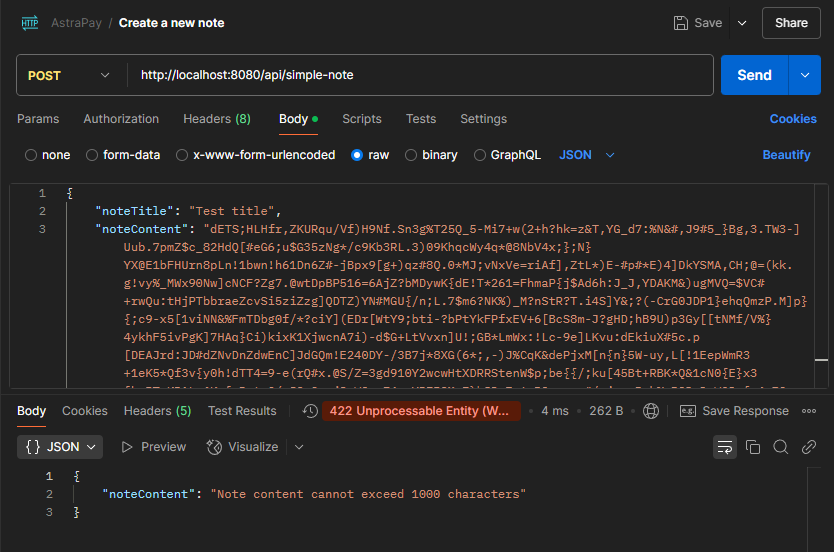 HTTP AstraPay / Create a new note Save Share
POST http://localhost:8080/api/simple-note Send
Params Authorization Headers (8) Body Scripts Tests Settings Cookies
none form-data x-www-form-urlencoded raw binary GraphQL JSON Beautify
1 {
2 "noteTitle": "Test title",
3 "noteContent": "dETS;HLHfr,ZKURqu/Vf)H9Nf.Sn3g%T25Q_5-Mi7+w(2+h?hk=z&T,YG_d7:%N&#,J9#5_}Bg,3.TW3-]
Uub.7pmZ$c_82HdQ[#eG6;u$G35zNg*/c9Kb3RL.3)09KhqcWy4q*@8NbV4x;};N}
YX@E1bFHUrn8pLn!1bwn!h61Dn6Z#-jBpx9[g+)qz#8Q.0*MJ;vNxVe=riAf],ZtL*)E-#p#*E)4]DkYSMA,CH;@=(kk.
g!vy%_MWx90Nw]cNCF?Zg7.@wtDpBP516=6AjZ?bMDywK{dE!T*261=FhmaP{j$Ad6h:J_J,YDAKM&)ugMVQ=$VC#
+rwQu:tHjPTbbraeZcvSi5ziZzg]QDTZ)YN#MGU{/n;L.7$m6?NK%)_M?nStR?T.i4S]Y&;?(-CrG0JDP1}ehqQmzP.M]p}
{;c9-x5[1viNN&%FmTDbg0f/*?ciY](EDr[WtY9;bti-?bPtYkFPfxEV+6[BcS8m-J?gHD;hB9U)p3Gy[[tNMf/V%}
4ykhF5ivPgK]7HAq}Ci)kixK1XjwcnA7i)-d$G+LtVvxn]U!;GB*LmWx:!Lc-9e]LKvu:dEkiuX#5c.p
[DEAJrd:JD#dZNvDnZdwEnC]JdGQm!E240DY-/3B7j*8XG(6*;,-)J%CqK&dePjxM[n{n}5W-uy,L[!1EepWmR3
+1eK5*Qf3v{y0h!dTT4=9-e(rQ#x.@S/Z=3gd910Y2wcwHtXDRRStenW$p;be{{/;ku[45Bt+RBK*Q&1cN0{E}x3
Body Cookies Headers (5) Test Results 422 Unprocessable Entity (W... 4 ms 262 B e.g. Save Response
{} JSON Preview Visualize
1 {
2 "noteContent": "Note content cannot exceed 1000 characters"
3 }